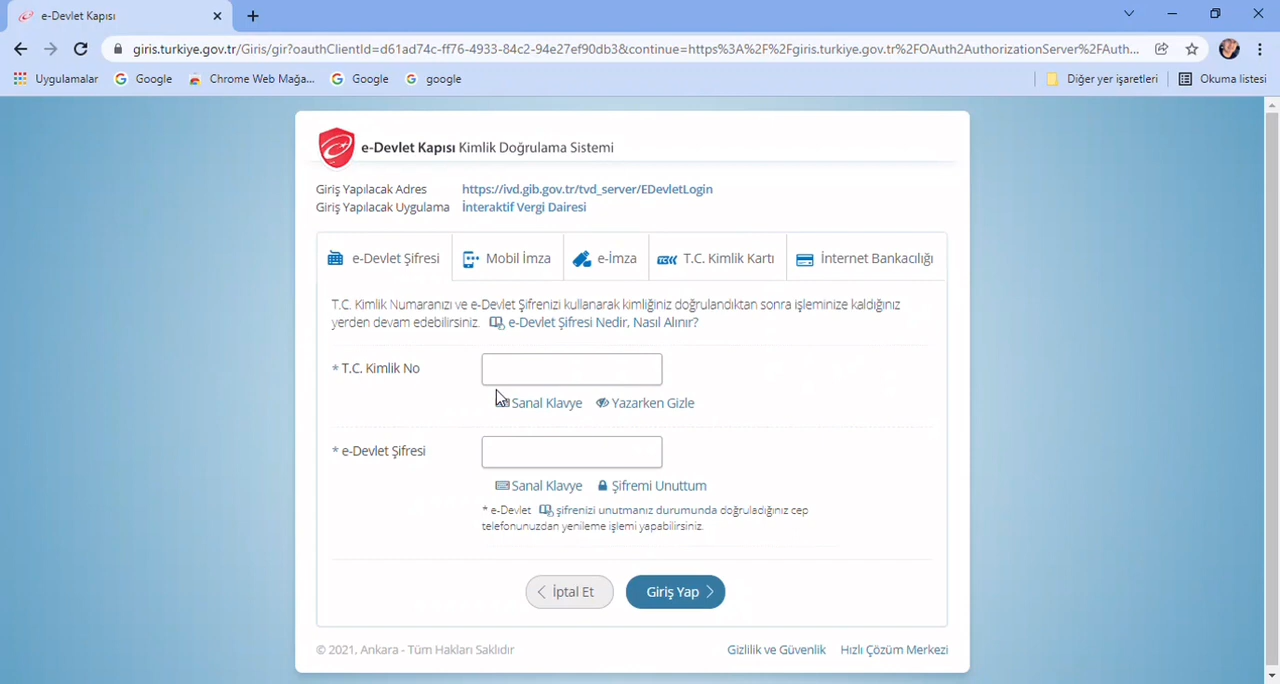 e-Devlet Kapısı
giris.turkiye.gov.tr/Giris/gir?oauthClientId=d61ad74c-ff76-4933-84c2-94e27ef90db3&continue=https%3A%2F%2Fgiris.turkiye.gov.tr%2FOAuth2AuthorizationServer%2FAuth...
Uygulamalar Google Chrome Web Mağa... Google google Diğer yer işaretleri Okuma listesi
e-Devlet Kapısı Kimlik Doğrulama Sistemi
Giriş Yapılacak Adres https://ivd.gib.gov.tr/tvd_server/EDevletLogin
Giriş Yapılacak Uygulama İnteraktif Vergi Dairesi
e-Devlet Şifresi Mobil İmza e-İmza T.C. Kimlik Kartı İnternet Bankacılığı
T.C. Kimlik Numaranızı ve e-Devlet Şifrenizi kullanarak kimliğiniz doğrulandıktan sonra işleminize kaldığınız
yerden devam edebilirsiniz. e-Devlet Şifresi Nedir, Nasıl Alınır?
* T.C. Kimlik No
Sanal Klavye Yazarken Gizle
* e-Devlet Şifresi
Sanal Klavye Şifremi Unuttum
* e-Devlet şifrenizi unutmanız durumunda doğruladığınız cep
telefonunuzdan yenileme işlemi yapabilirsiniz.
İptal Et Giriş Yap
© 2021, Ankara - Tüm Hakları Saklıdır Gizlilik ve Güvenlik Hızlı Çözüm Merkezi